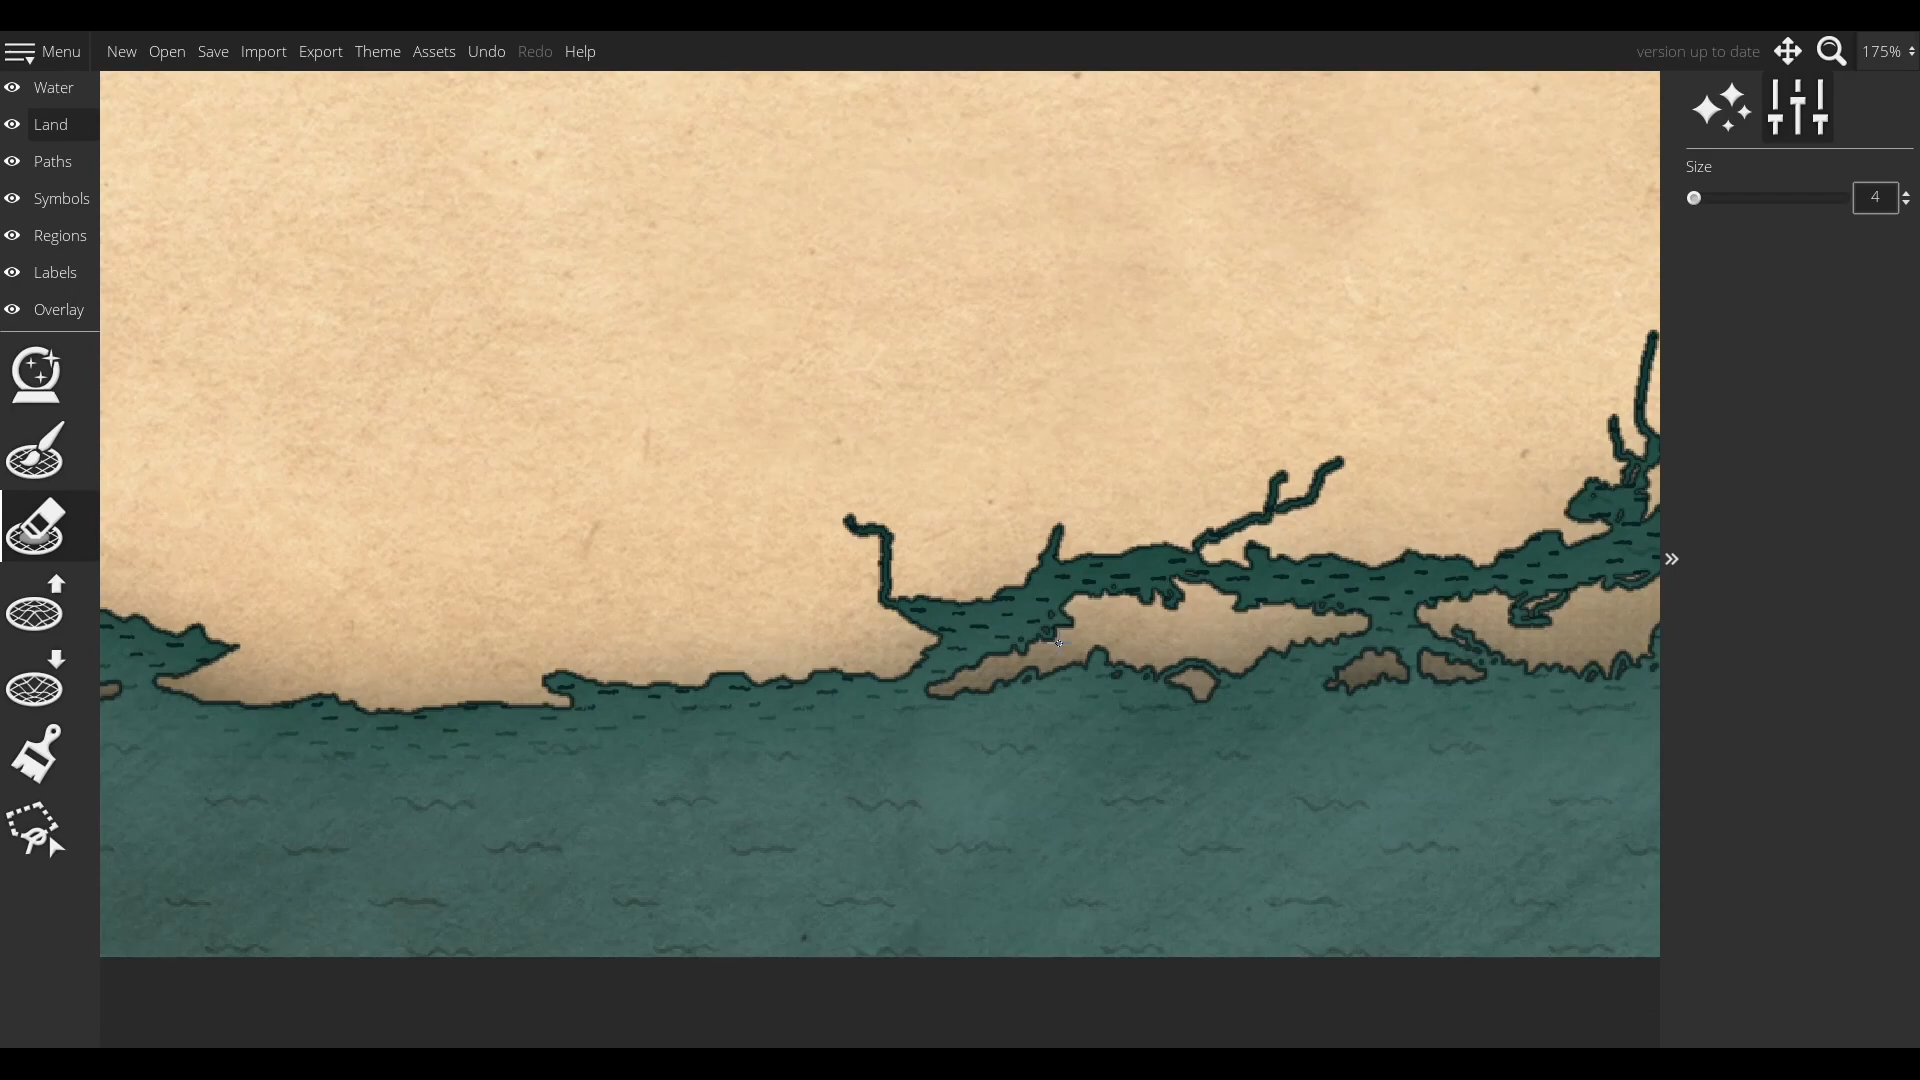 Menu New Open Save Import Export Theme Assets Undo Redo Help version up to date 175%
Water
Land
Paths
Symbols
Regions
Labels
Overlay
Size
4